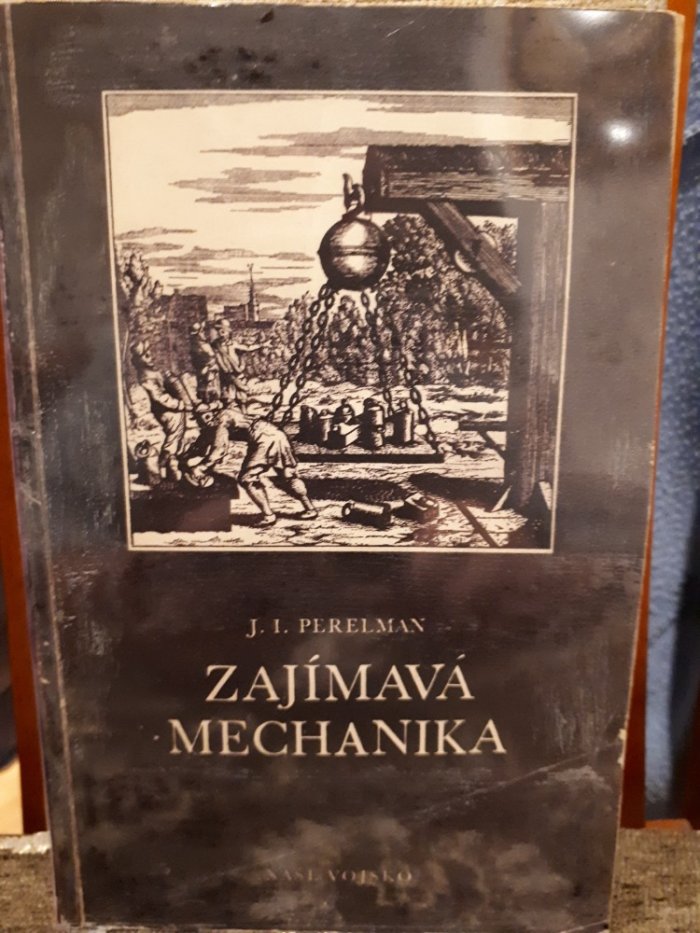 J. I. PERELMAN
ZAJÍMAVÁ
MECHANIKA
NAŠE VOJSKO